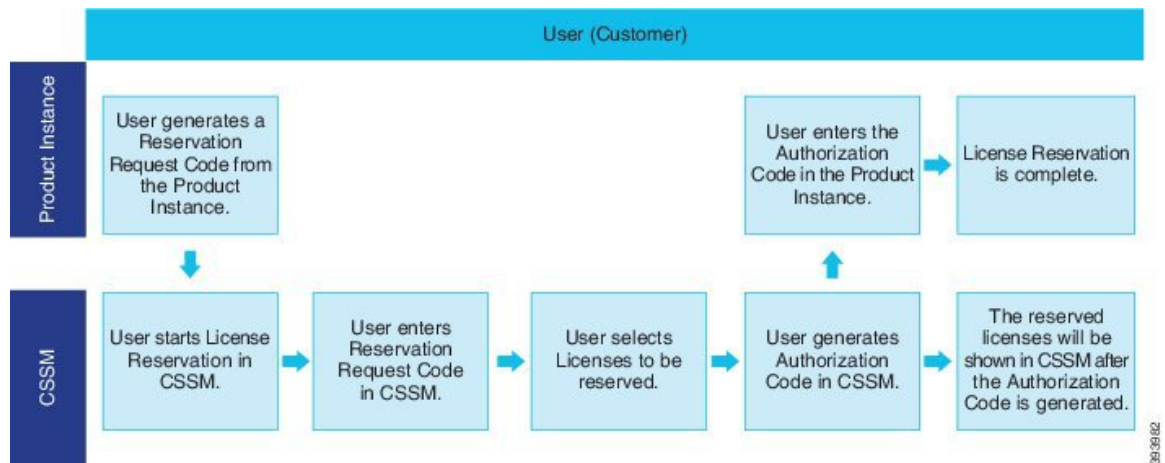 User (Customer)
Product Instance
User generates a
Reservation
Request Code from
the Product
Instance.
User enters the
Authorization
Code in the Product
Instance.
License Reservation
is complete.
CSSM
User starts License
Reservation in
CSSM.
User enters
Reservation
Request Code
in CSSM.
User selects
Licenses to be
reserved.
User generates
Authorization
Code in CSSM.
The reserved
licenses will be
shown in CSSM after
the Authorization
Code is generated.
393982